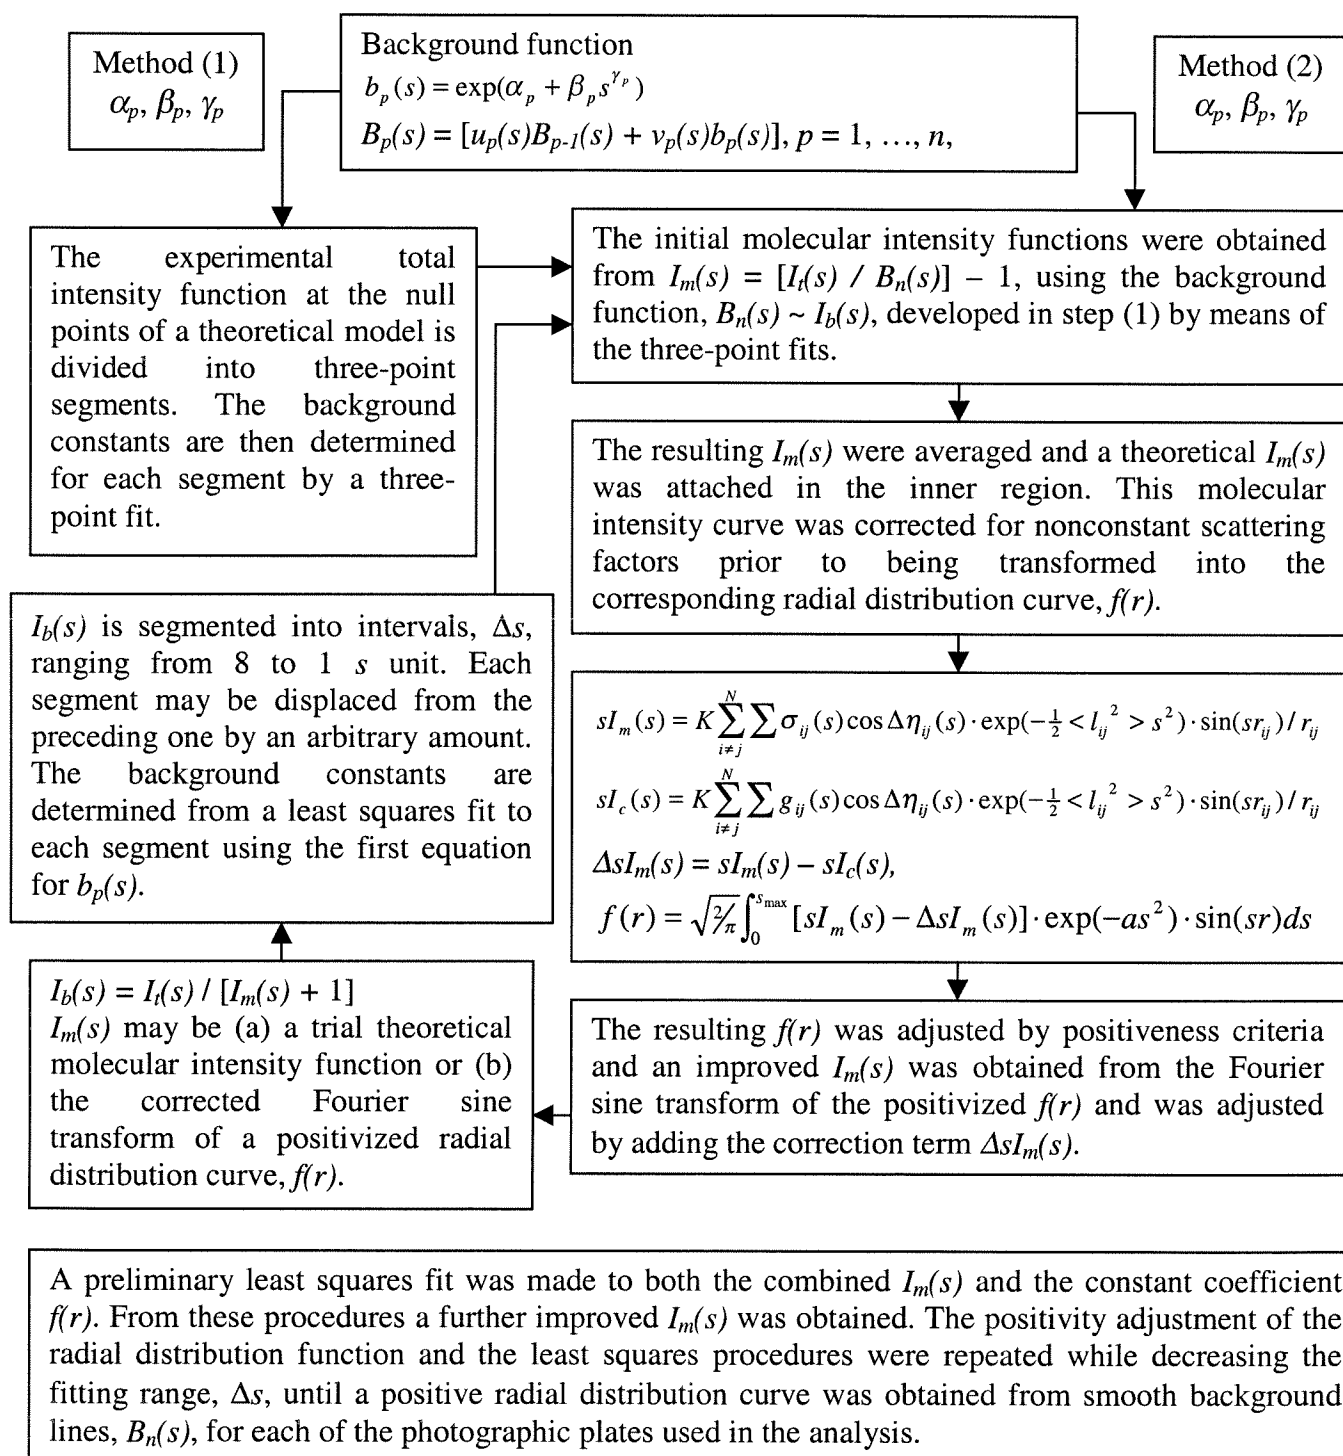 Method (1)
αp, βp, γp
Background function
bp(s) = exp(αp + βp s^γp)
Bp(s) = [up(s)Bp-1(s) + vp(s)bp(s)], p = 1, …, n,
Method (2)
αp, βp, γp
The experimental total
intensity function at the null
points of a theoretical model is
divided into three-point
segments. The background
constants are then determined
for each segment by a three-
point fit.
The initial molecular intensity functions were obtained
from Im(s) = [It(s) / Bn(s)] – 1, using the background
function, Bn(s) ~ Ib(s), developed in step (1) by means of
the three-point fits.
The resulting Im(s) were averaged and a theoretical Im(s)
was attached in the inner region. This molecular
intensity curve was corrected for nonconstant scattering
factors prior to being transformed into the
corresponding radial distribution curve, f(r).
sIm(s) = K∑∑ N i≠j σij(s)cos Δηij(s)·exp(−½<lij²>s²)·sin(srij)/rij
sIc(s) = K∑∑ N i≠j gij(s)cos Δηij(s)·exp(−½<lij²>s²)·sin(srij)/rij
ΔsIm(s) = sIm(s) – sIc(s),
f(r) = √2/π ∫0 smax [sIm(s) − ΔsIm(s)]·exp(−as²)·sin(sr)ds
The resulting f(r) was adjusted by positiveness criteria
and an improved Im(s) was obtained from the Fourier
sine transform of the positivized f(r) and was adjusted
by adding the correction term ΔsIm(s).
Ib(s) = It(s) / [Im(s) + 1]
Im(s) may be (a) a trial theoretical
molecular intensity function or (b)
the corrected Fourier sine
transform of a positivized radial
distribution curve, f(r).
Ib(s) is segmented into intervals, Δs,
ranging from 8 to 1 s unit. Each
segment may be displaced from the
preceding one by an arbitrary amount.
The background constants are
determined from a least squares fit to
each segment using the first equation
for bp(s).
A preliminary least squares fit was made to both the combined Im(s) and the constant coefficient
f(r). From these procedures a further improved Im(s) was obtained. The positivity adjustment of the
radial distribution function and the least squares procedures were repeated while decreasing the
fitting range, Δs, until a positive radial distribution curve was obtained from smooth background
lines, Bn(s), for each of the photographic plates used in the analysis.